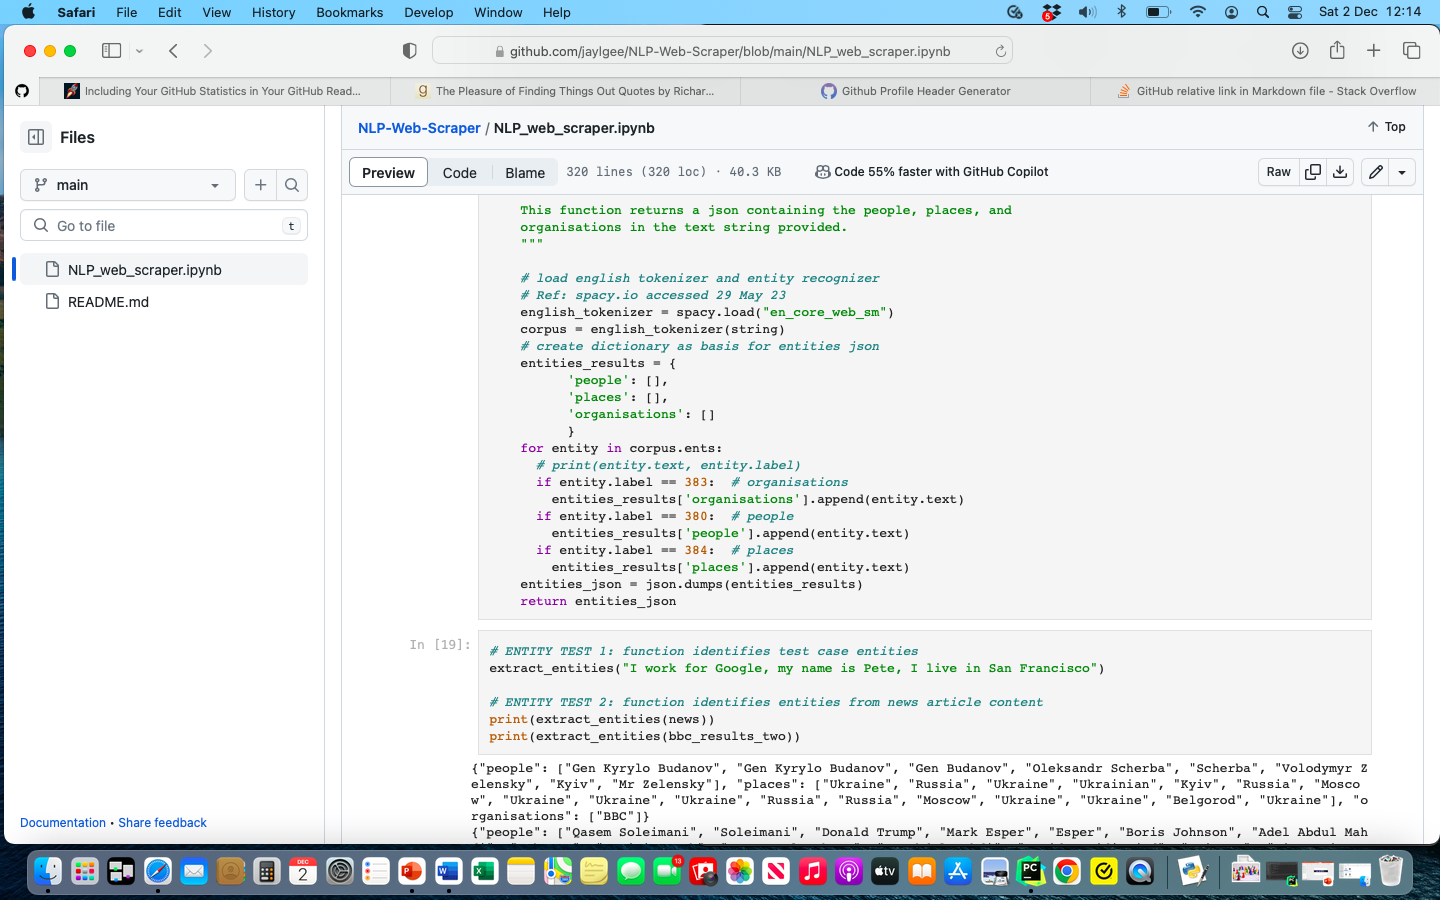 Safari File Edit View History Bookmarks Develop Window Help
5
Sat 2 Dec 12:14
github.com/jaylgee/NLP-Web-Scraper/blob/main/NLP_web_scraper.ipynb
Including Your GitHub Statistics in Your GitHub Read...
g The Pleasure of Finding Things Out Quotes by Richar...
Github Profile Header Generator
GitHub relative link in Markdown file - Stack Overflow
Files
main
Go to file
t
NLP_web_scraper.ipynb
README.md
Documentation • Share feedback
NLP-Web-Scraper / NLP_web_scraper.ipynb
Top
Preview Code Blame 320 lines (320 loc) · 40.3 KB Code 55% faster with GitHub Copilot
Raw
This function returns a json containing the people, places, and
organisations in the text string provided.
"""
# load english tokenizer and entity recognizer
# Ref: spacy.io accessed 29 May 23
english_tokenizer = spacy.load("en_core_web_sm")
corpus = english_tokenizer(string)
# create dictionary as basis for entities json
entities_results = {
'people': [],
'places': [],
'organisations': []
}
for entity in corpus.ents:
# print(entity.text, entity.label)
if entity.label == 383: # organisations
entities_results['organisations'].append(entity.text)
if entity.label == 380: # people
entities_results['people'].append(entity.text)
if entity.label == 384: # places
entities_results['places'].append(entity.text)
entities_json = json.dumps(entities_results)
return entities_json
In [19]:
# ENTITY TEST 1: function identifies test case entities
extract_entities("I work for Google, my name is Pete, I live in San Francisco")
# ENTITY TEST 2: function identifies entities from news article content
print(extract_entities(news))
print(extract_entities(bbc_results_two))
{"people": ["Gen Kyrylo Budanov", "Gen Kyrylo Budanov", "Gen Budanov", "Oleksandr Scherba", "Scherba", "Volodymyr Z
elensky", "Kyiv", "Mr Zelensky"], "places": ["Ukraine", "Russia", "Ukraine", "Ukrainian", "Kyiv", "Russia", "Mosco
w", "Ukraine", "Ukraine", "Ukraine", "Russia", "Russia", "Moscow", "Ukraine", "Ukraine", "Belgorod", "Ukraine"], "o
rganisations": ["BBC"]}
{"people": ["Qasem Soleimani", "Soleimani", "Donald Trump", "Mark Esper", "Esper", "Boris Johnson", "Adel Abdul Mah
DEC
2
P
W
X
13
N
tv
PC